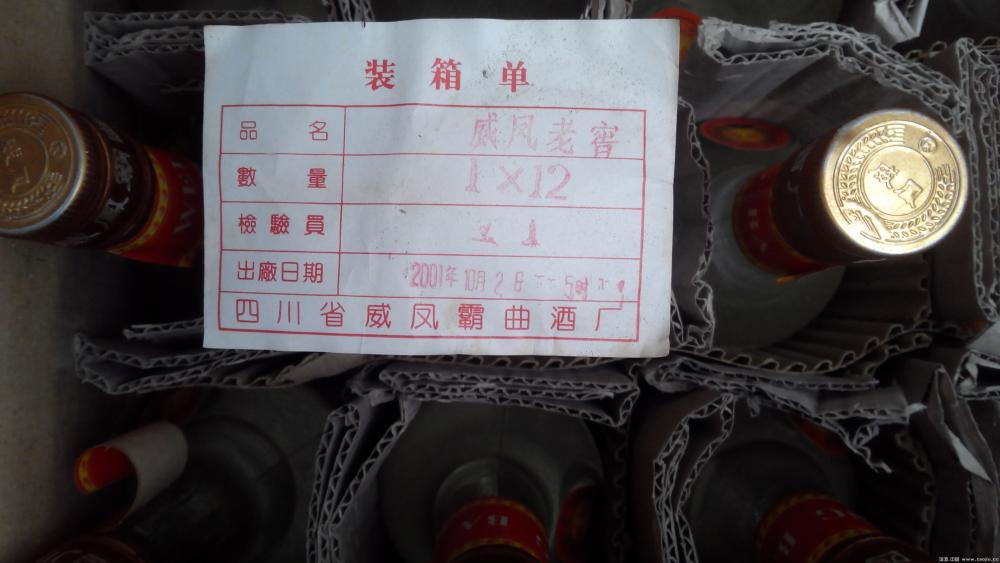 装箱单
品名 威凤老窖
數量 1×12
檢驗員
出廠日期 2001年10月2日
四川省威凤霸曲酒厂